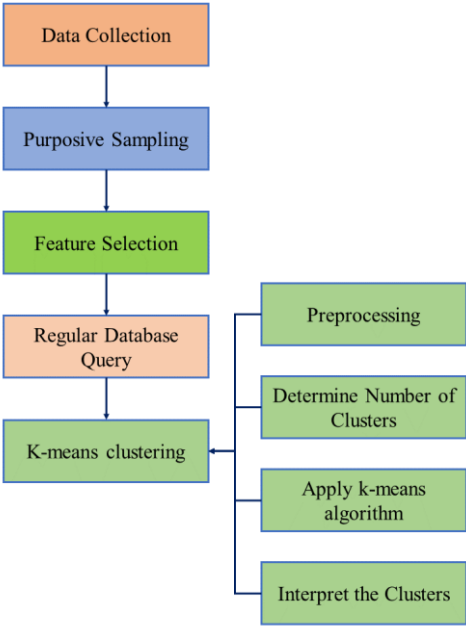 Data Collection
Purposive Sampling
Feature Selection
Regular Database
Query
K-means clustering
Preprocessing
Determine Number of
Clusters
Apply k-means
algorithm
Interpret the Clusters